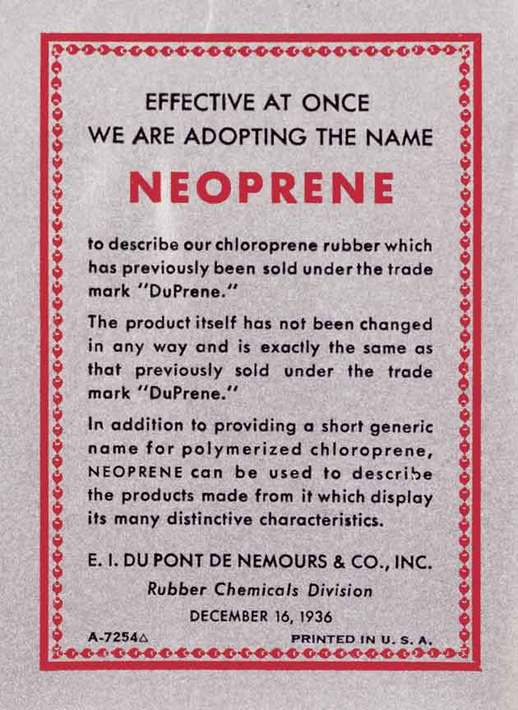 EFFECTIVE AT ONCE
WE ARE ADOPTING THE NAME
NEOPRENE
to describe our chloroprene rubber which
has previously been sold under the trade
mark "DuPrene."
The product itself has not been changed
in any way and is exactly the same as
that previously sold under the trade
mark "DuPrene."
In addition to providing a short generic
name for polymerized chloroprene,
NEOPRENE can be used to describe
the products made from it which display
its many distinctive characteristics.
E. I. DU PONT DE NEMOURS & CO., INC.
Rubber Chemicals Division
DECEMBER 16, 1936
A-7254△ PRINTED IN U. S. A.